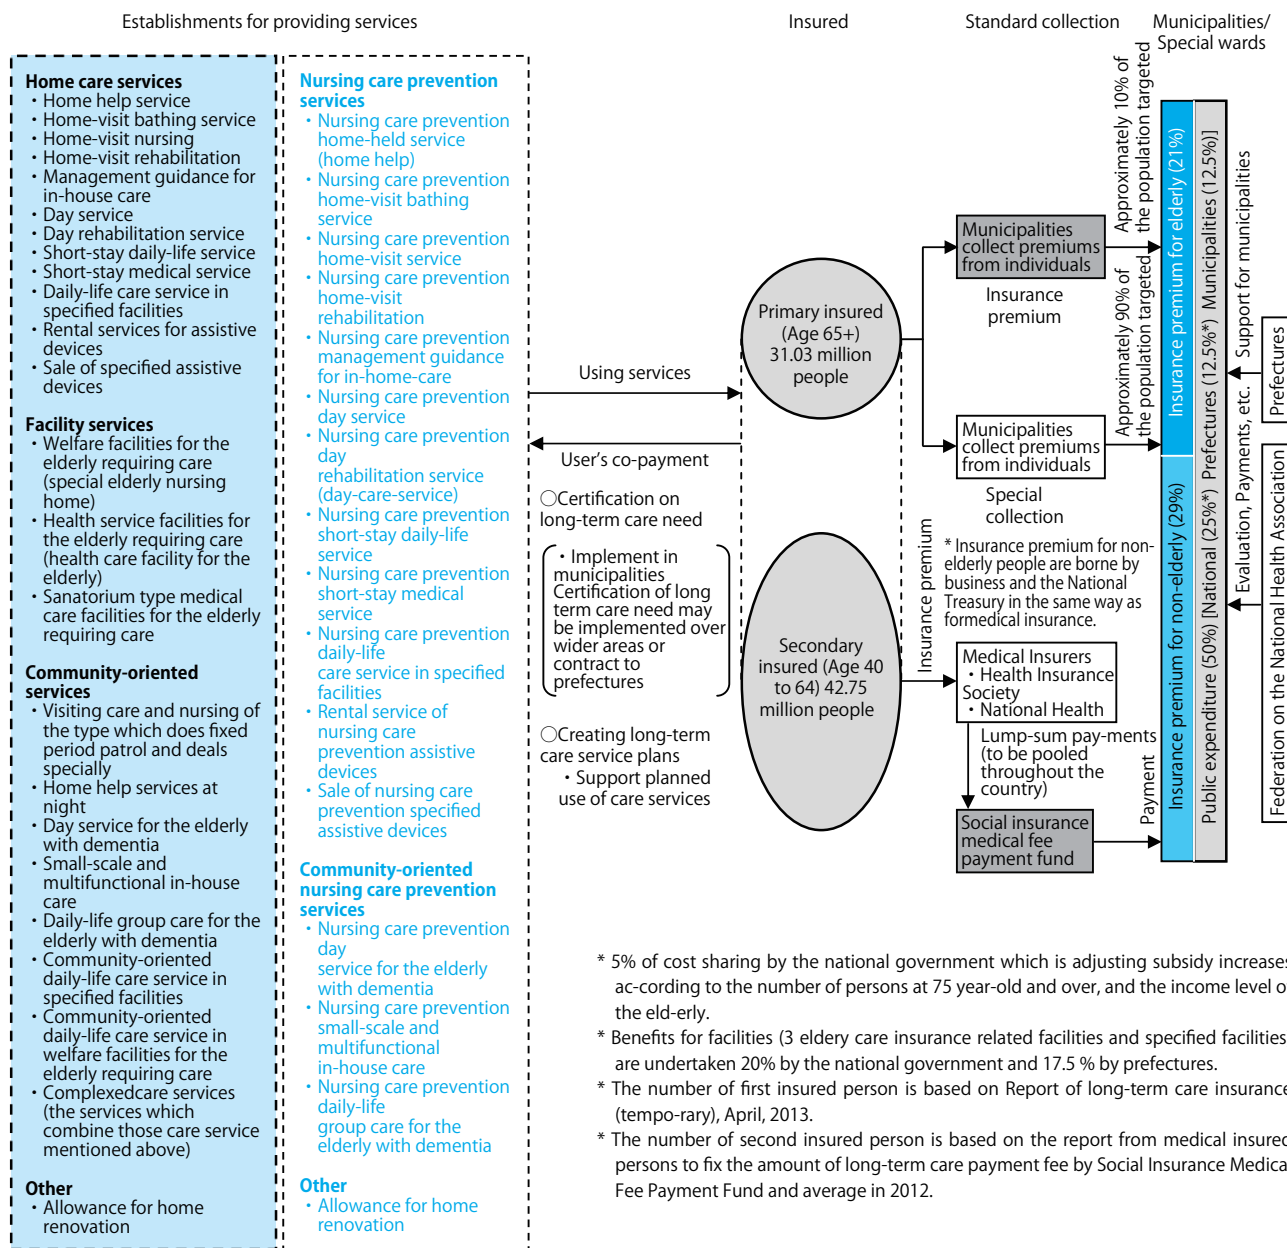 Establishments for providing services
Insured
Standard collection
Municipalities/
Special wards
Home care services
・Home help service
・Home-visit bathing service
・Home-visit nursing
・Home-visit rehabilitation
・Management guidance for
in-house care
・Day service
・Day rehabilitation service
・Short-stay daily-life service
・Short-stay medical service
・Daily-life care service in
specified facilities
・Rental services for assistive
devices
・Sale of specified assistive
devices
Facility services
・Welfare facilities for the
elderly requiring care
(special elderly nursing
home)
・Health service facilities for
the elderly requiring care
(health care facility for the
elderly)
・Sanatorium type medical
care facilities for the elderly
requiring care
Community-oriented
services
・Visiting care and nursing of
the type which does fixed
period patrol and deals
specially
・Home help services at
night
・Day service for the elderly
with dementia
・Small-scale and
multifunctional in-house
care
・Daily-life group care for the
elderly with dementia
・Community-oriented
daily-life care service in
specified facilities
・Community-oriented
daily-life care service in
welfare facilities for the
elderly requiring care
・Complexedcare services
(the services which
combine those care service
mentioned above)
Other
・Allowance for home
renovation
Nursing care prevention
services
・Nursing care prevention
home-held service
(home help)
・Nursing care prevention
home-visit bathing
service
・Nursing care prevention
home-visit service
・Nursing care prevention
home-visit
rehabilitation
・Nursing care prevention
management guidance
for in-home-care
・Nursing care prevention
day service
・Nursing care prevention
day
rehabilitation service
(day-care-service)
・Nursing care prevention
short-stay daily-life
service
・Nursing care prevention
short-stay medical
service
・Nursing care prevention
daily-life
care service in specified
facilities
・Rental service of
nursing care
prevention assistive
devices
・Sale of nursing care
prevention specified
assistive devices
Community-oriented
nursing care prevention
services
・Nursing care prevention
day
service for the elderly
with dementia
・Nursing care prevention
small-scale and
multifunctional
in-house care
・Nursing care prevention
daily-life
group care for the
elderly with dementia
Other
・Allowance for home
renovation
Using services
User's co-payment
○Certification on
long-term care need
・Implement in
municipalities
Certification of long
term care need may
be implemented over
wider areas or
contract to
prefectures
○Creating long-term
care service plans
・Support planned
use of care services
Primary insured
(Age 65+)
31.03 million
people
Secondary
insured (Age 40
to 64) 42.75
million people
Municipalities
collect premiums
from individuals
Insurance
premium
Municipalities
collect premiums
from individuals
Special
collection
* Insurance premium for non-
elderly people are borne by
business and the National
Treasury in the same way as
formedical insurance.
Insurance premium
Medical Insurers
・Health Insurance
Society
・National Health
Lump-sum pay-ments
(to be pooled
throughout the
country)
Social insurance
medical fee
payment fund
Payment
Approximately 10% of
the population targeted
Approximately 90% of
the population targeted
Insurance premium for elderly (21%)
Insurance premium for non-elderly (29%)
Public expenditure (50%) [National (25%*) Prefectures (12.5%*) Municipalities (12.5%)]
Support for municipalities
Evaluation, Payments, etc.
Prefectures
Federation on the National Health Association
* 5% of cost sharing by the national government which is adjusting subsidy increases
ac-cording to the number of persons at 75 year-old and over, and the income level o
the eld-erly.
* Benefits for facilities (3 eldery care insurance related facilities and specified facilities
are undertaken 20% by the national government and 17.5 % by prefectures.
* The number of first insured person is based on Report of long-term care insurance
(tempo-rary), April, 2013.
* The number of second insured person is based on the report from medical insured
persons to fix the amount of long-term care payment fee by Social Insurance Medica
Fee Payment Fund and average in 2012.